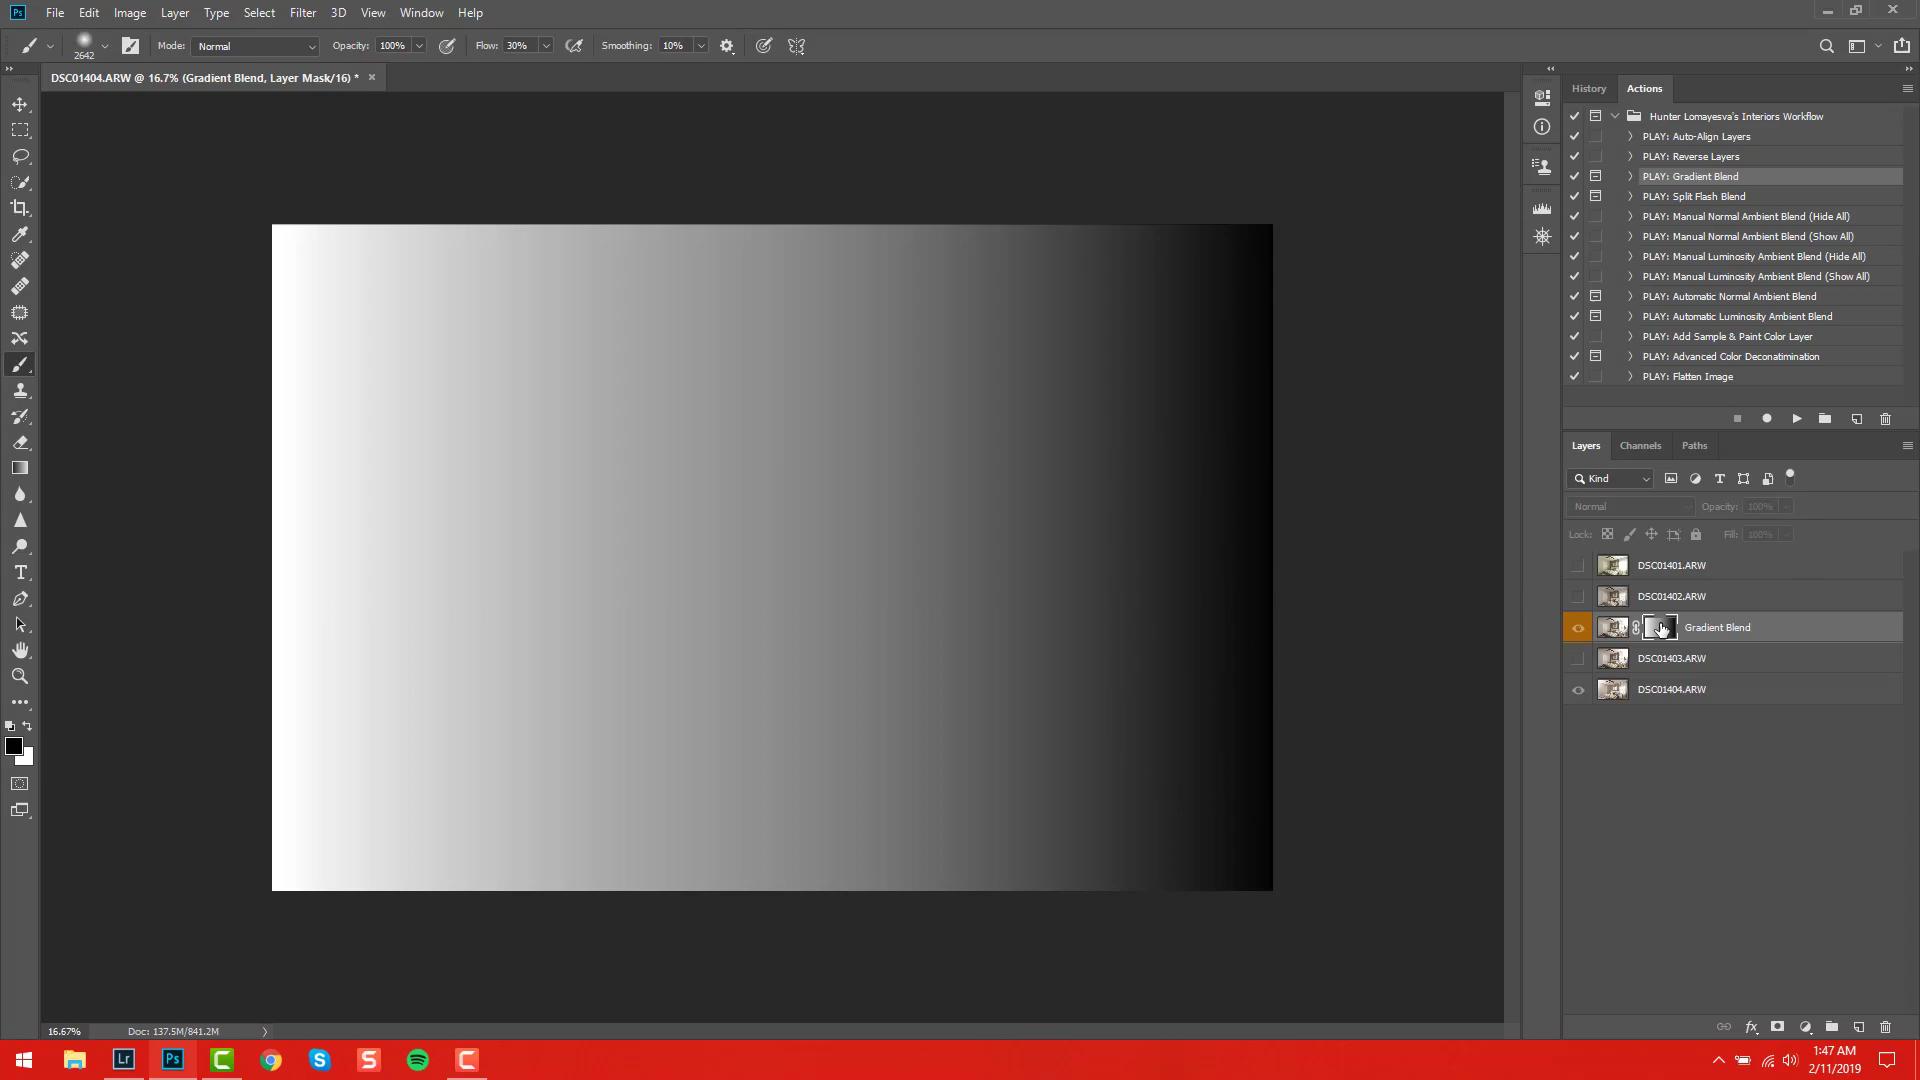 Ps File Edit Image Layer Type Select Filter 3D View Window Help
2642 Mode: Normal Opacity: 100% Flow: 30% Smoothing: 10%
DSC01404.ARW @ 16.7% (Gradient Blend, Layer Mask/16) *
History Actions
Hunter Lomayesva's Interiors Workflow
PLAY: Auto-Align Layers
PLAY: Reverse Layers
PLAY: Gradient Blend
PLAY: Split Flash Blend
PLAY: Manual Normal Ambient Blend (Hide All)
PLAY: Manual Normal Ambient Blend (Show All)
PLAY: Manual Luminosity Ambient Blend (Hide All)
PLAY: Manual Luminosity Ambient Blend (Show All)
PLAY: Automatic Normal Ambient Blend
PLAY: Automatic Luminosity Ambient Blend
PLAY: Add Sample & Paint Color Layer
PLAY: Advanced Color Decontatimination
PLAY: Flatten Image
Layers Channels Paths
Kind
Normal Opacity: 100%
Lock: Fill: 100%
DSC01401.ARW
DSC01402.ARW
Gradient Blend
DSC01403.ARW
DSC01404.ARW
16.67% Doc: 137.5M/841.2M
Lr Ps
1:47 AM
2/11/2019